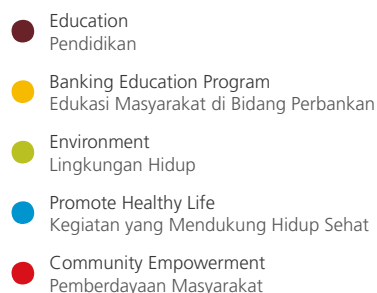 Education
Pendidikan
Banking Education Program
Edukasi Masyarakat di Bidang Perbankan
Environment
Lingkungan Hidup
Promote Healthy Life
Kegiatan yang Mendukung Hidup Sehat
Community Empowerment
Pemberdayaan Masyarakat